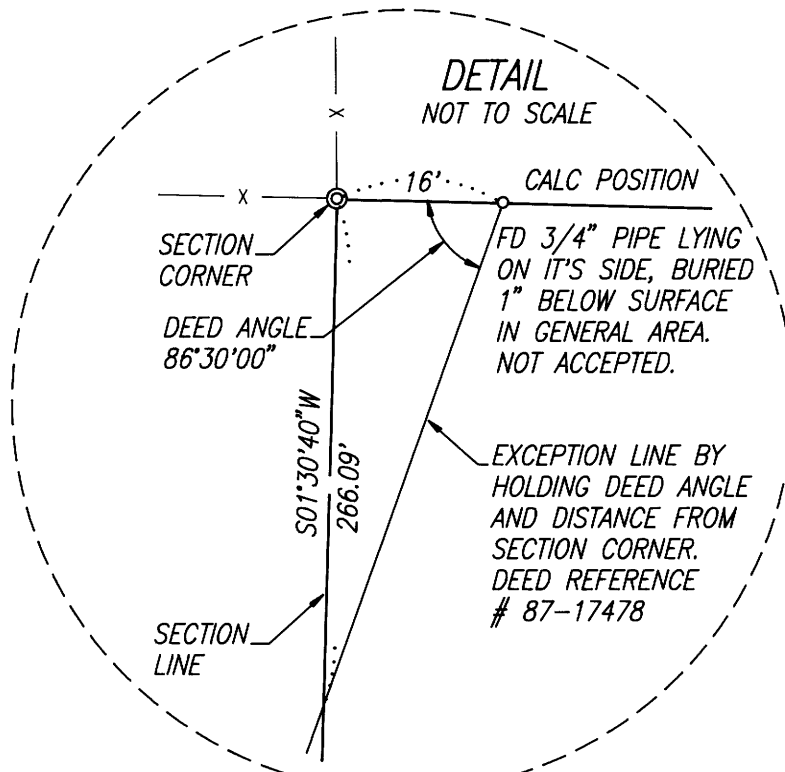 DETAIL
NOT TO SCALE
X
X
16'
CALC POSITION
SECTION
CORNER
FD 3/4" PIPE LYING
ON IT'S SIDE, BURIED
1" BELOW SURFACE
IN GENERAL AREA.
NOT ACCEPTED.
DEED ANGLE
86°30'00"
S01°30'40"W
266.09'
EXCEPTION LINE BY
HOLDING DEED ANGLE
AND DISTANCE FROM
SECTION CORNER.
DEED REFERENCE
# 87-17478
SECTION
LINE